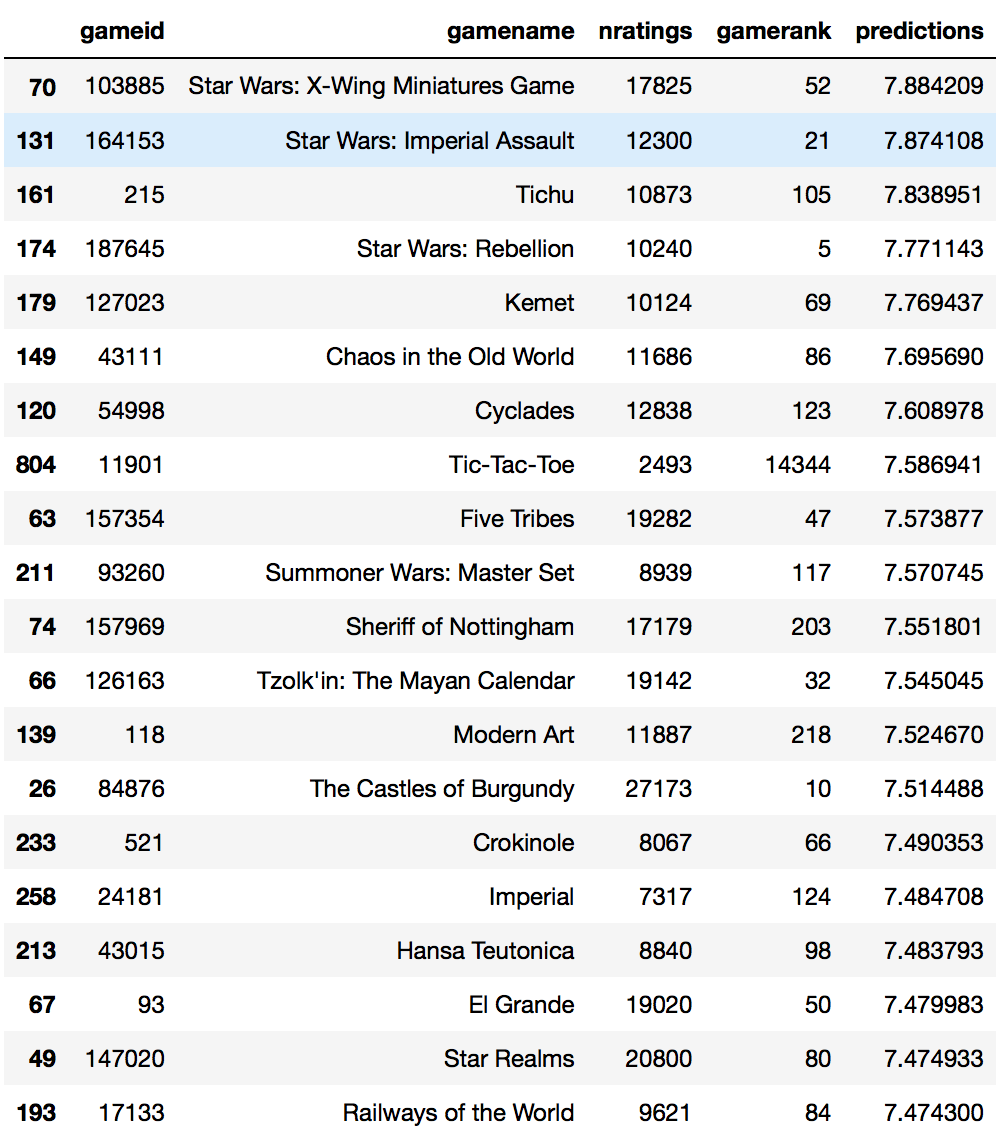 gameid gamename nratings gamerank predictions
70 103885 Star Wars: X-Wing Miniatures Game 17825 52 7.884209
131 164153 Star Wars: Imperial Assault 12300 21 7.874108
161 215 Tichu 10873 105 7.838951
174 187645 Star Wars: Rebellion 10240 5 7.771143
179 127023 Kemet 10124 69 7.769437
149 43111 Chaos in the Old World 11686 86 7.695690
120 54998 Cyclades 12838 123 7.608978
804 11901 Tic-Tac-Toe 2493 14344 7.586941
63 157354 Five Tribes 19282 47 7.573877
211 93260 Summoner Wars: Master Set 8939 117 7.570745
74 157969 Sheriff of Nottingham 17179 203 7.551801
66 126163 Tzolk'in: The Mayan Calendar 19142 32 7.545045
139 118 Modern Art 11887 218 7.524670
26 84876 The Castles of Burgundy 27173 10 7.514488
233 521 Crokinole 8067 66 7.490353
258 24181 Imperial 7317 124 7.484708
213 43015 Hansa Teutonica 8840 98 7.483793
67 93 El Grande 19020 50 7.479983
49 147020 Star Realms 20800 80 7.474933
193 17133 Railways of the World 9621 84 7.474300